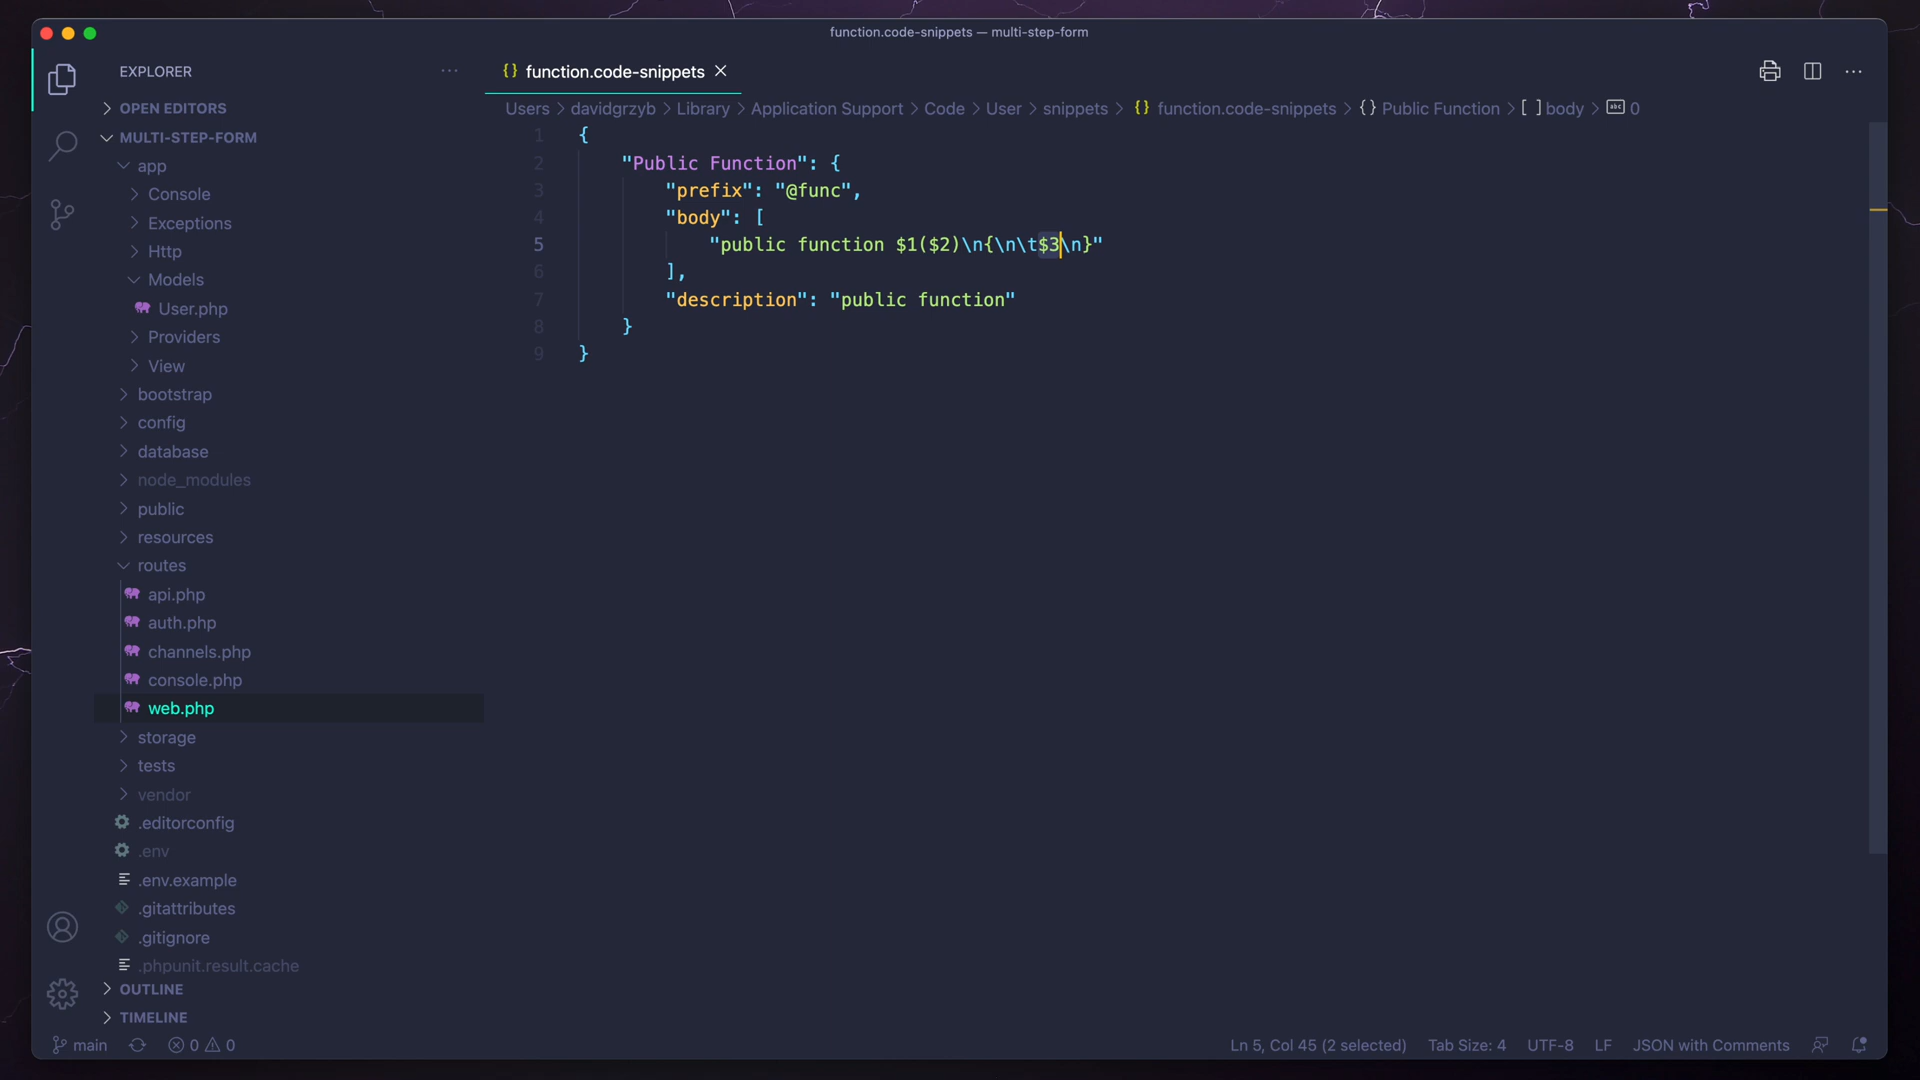 function.code-snippets — multi-step-form
EXPLORER
OPEN EDITORS
MULTI-STEP-FORM
app
Console
Exceptions
Http
Models
User.php
Providers
View
bootstrap
config
database
node_modules
public
resources
routes
api.php
auth.php
channels.php
console.php
web.php
storage
tests
vendor
.editorconfig
.env
.env.example
.gitattributes
.gitignore
.phpunit.result.cache
OUTLINE
TIMELINE
{} function.code-snippets
Users > davidgrzyb > Library > Application Support > Code > User > snippets > {} function.code-snippets > {} Public Function > [ ] body > abc 0
1 {
2 "Public Function": {
3 "prefix": "@func",
4 "body": [
5 "public function $1($2)\n{\n\t$3\n}"
6 ],
7 "description": "public function"
8 }
9 }
main 0 0 Ln 5, Col 45 (2 selected) Tab Size: 4 UTF-8 LF JSON with Comments